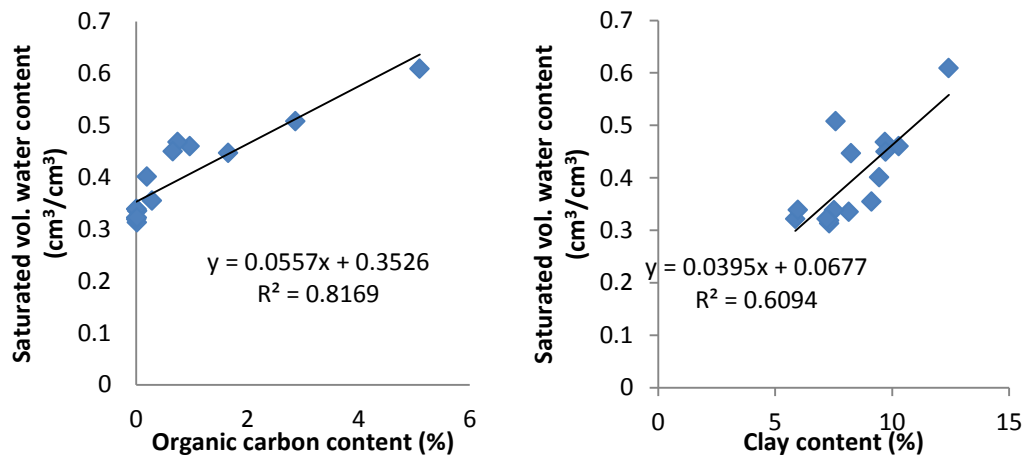 Saturated vol. water content
(cm³/cm³)
0.7
0.6
0.5
0.4
0.3
0.2
0.1
0
y = 0.0557x + 0.3526
R² = 0.8169
0 2 4 6
Organic carbon content (%)
Saturated vol. water content
(cm³/cm³)
0.7
0.6
0.5
0.4
0.3
0.2
0.1
0
y = 0.0395x + 0.0677
R² = 0.6094
0 5 10 15
Clay content (%)